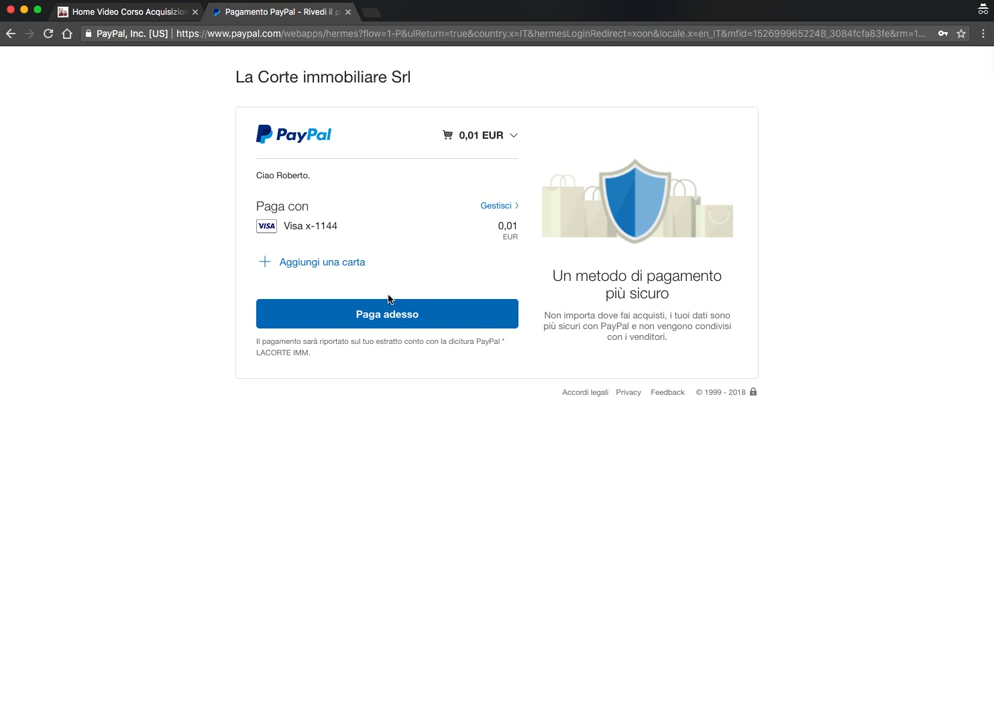 Home Video Corso Acquisizion
Pagamento PayPal - Rivedi il p
PayPal, Inc. [US] | https://www.paypal.com/webapps/hermes?flow=1-P&ulReturn=true&country.x=IT&hermesLoginRedirect=xoon&locale.x=en_IT&mfid=1526999652248_3084fcfa83fe&rm=1...
La Corte immobiliare Srl
PayPal
0,01 EUR
Ciao Roberto.
Paga con
Gestisci
VISA Visa x-1144
0,01
EUR
Aggiungi una carta
Paga adesso
Il pagamento sarà riportato sul tuo estratto conto con la dicitura PayPal *
LACORTE IMM.
Un metodo di pagamento
più sicuro
Non importa dove fai acquisti, i tuoi dati sono
più sicuri con PayPal e non vengono condivisi
con i venditori.
Accordi legali Privacy Feedback © 1999 - 2018